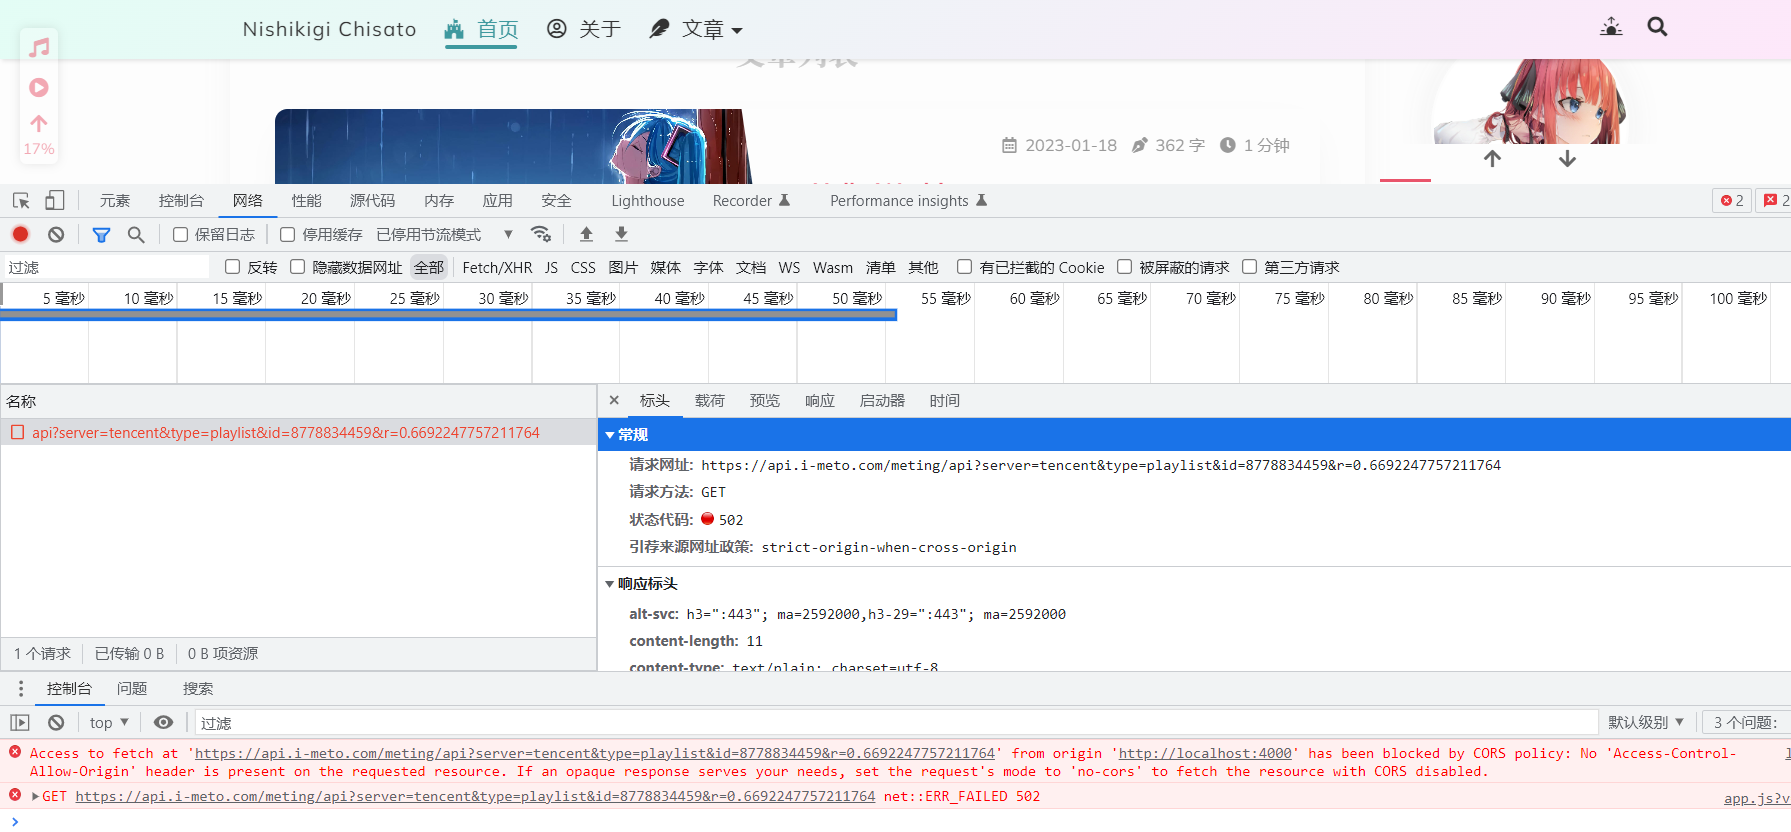 Nishikigi Chisato 首页 关于 文章
文章列表
17%
2023-01-18 362 字 1 分钟
元素 控制台 网络 性能 源代码 内存 应用 安全 Lighthouse Recorder Performance insights 2 2
保留日志 停用缓存 已停用节流模式
过滤 反转 隐藏数据网址 全部 Fetch/XHR JS CSS 图片 媒体 字体 文档 WS Wasm 清单 其他 有已拦截的 Cookie 被屏蔽的请求 第三方请求
5 毫秒 10 毫秒 15 毫秒 20 毫秒 25 毫秒 30 毫秒 35 毫秒 40 毫秒 45 毫秒 50 毫秒 55 毫秒 60 毫秒 65 毫秒 70 毫秒 75 毫秒 80 毫秒 85 毫秒 90 毫秒 95 毫秒 100 毫秒
名称
api?server=tencent&type=playlist&id=8778834459&r=0.6692247757211764
1 个请求 已传输 0 B 0 B 项资源
标头 载荷 预览 响应 启动器 时间
常规
请求网址: https://api.i-meto.com/meting/api?server=tencent&type=playlist&id=8778834459&r=0.6692247757211764
请求方法: GET
状态代码: 502
引荐来源网址政策: strict-origin-when-cross-origin
响应标头
alt-svc: h3=":443"; ma=2592000,h3-29=":443"; ma=2592000
content-length: 11
content-type: text/plain; charset=utf-8
控制台 问题 搜索
top 过滤 默认级别 3 个问题:
Access to fetch at 'https://api.i-meto.com/meting/api?server=tencent&type=playlist&id=8778834459&r=0.6692247757211764' from origin 'http://localhost:4000' has been blocked by CORS policy: No 'Access-Control-
Allow-Origin' header is present on the requested resource. If an opaque response serves your needs, set the request's mode to 'no-cors' to fetch the resource with CORS disabled.
GET https://api.i-meto.com/meting/api?server=tencent&type=playlist&id=8778834459&r=0.6692247757211764 net::ERR_FAILED 502
app.js?v